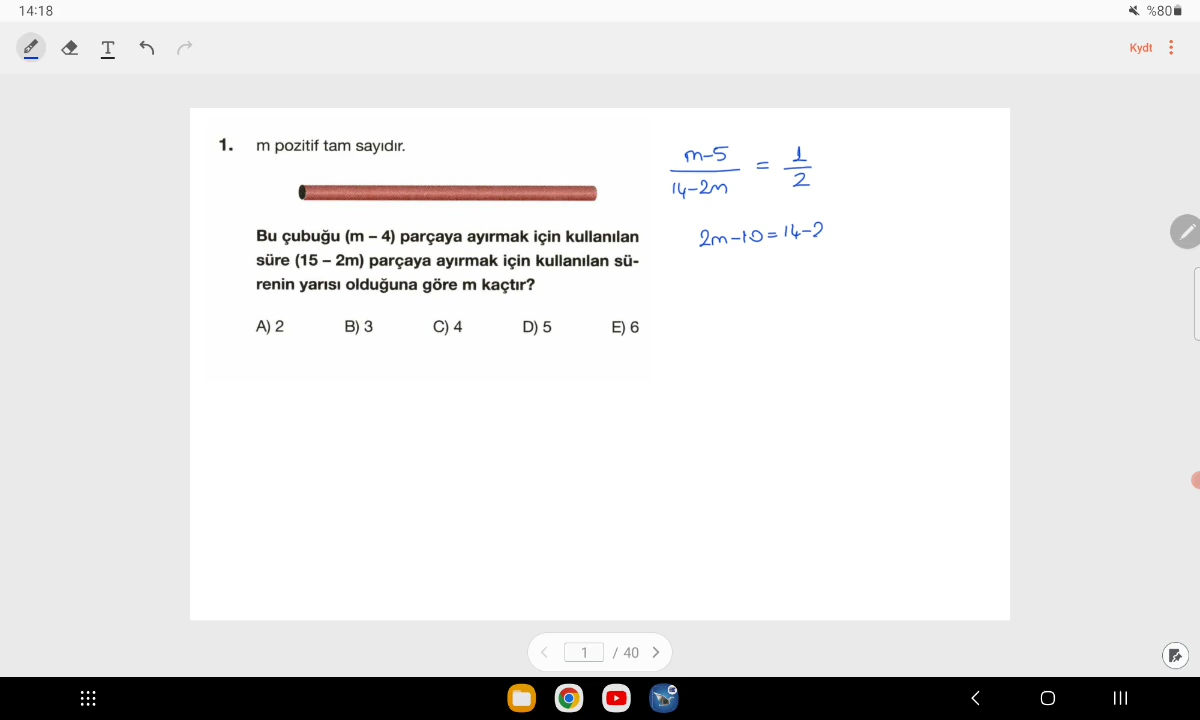 14:18
%80
T
Kydt
1. m pozitif tam sayıdır.
Bu çubuğu (m – 4) parçaya ayırmak için kullanılan
süre (15 – 2m) parçaya ayırmak için kullanılan sü-
renin yarısı olduğuna göre m kaçtır?
A) 2 B) 3 C) 4 D) 5 E) 6
m-5 / 14-2m = 1/2
2m-10=14-2
1 / 40